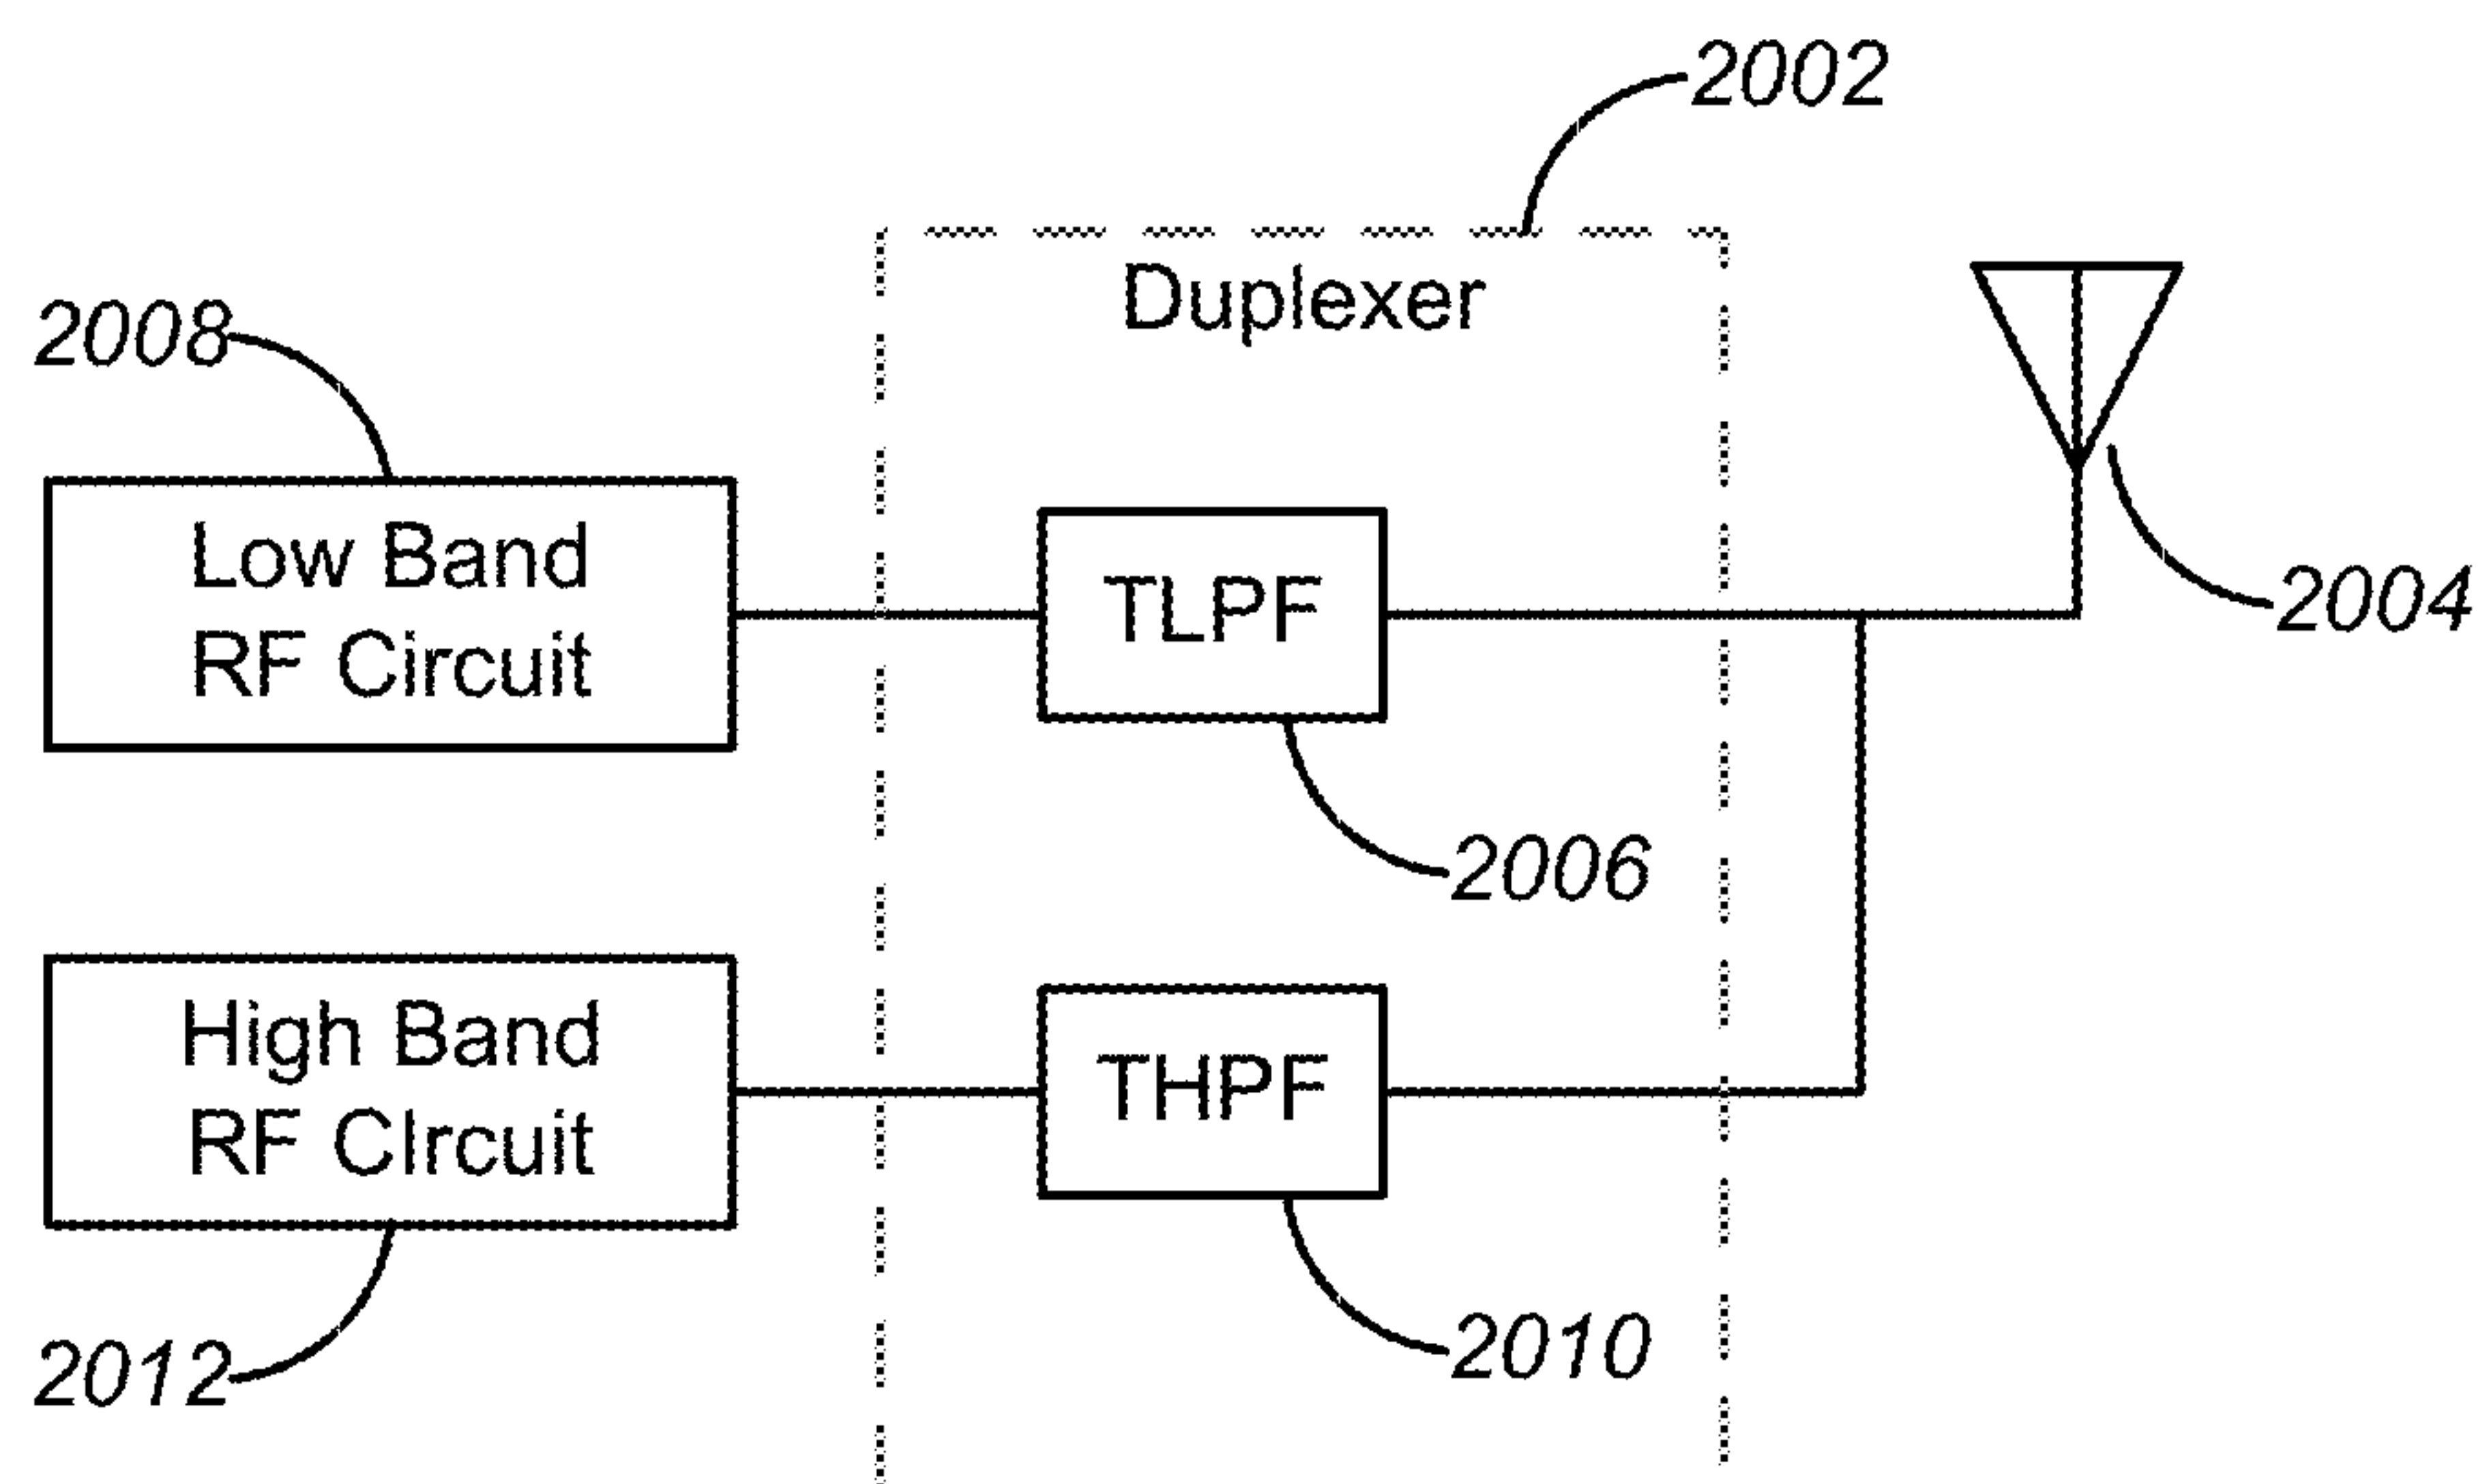 2002
Duplexer
2008
Low Band
RF Circuit
TLPF
2004
2006
High Band
RF CIrcuit
THPF
2010
2012